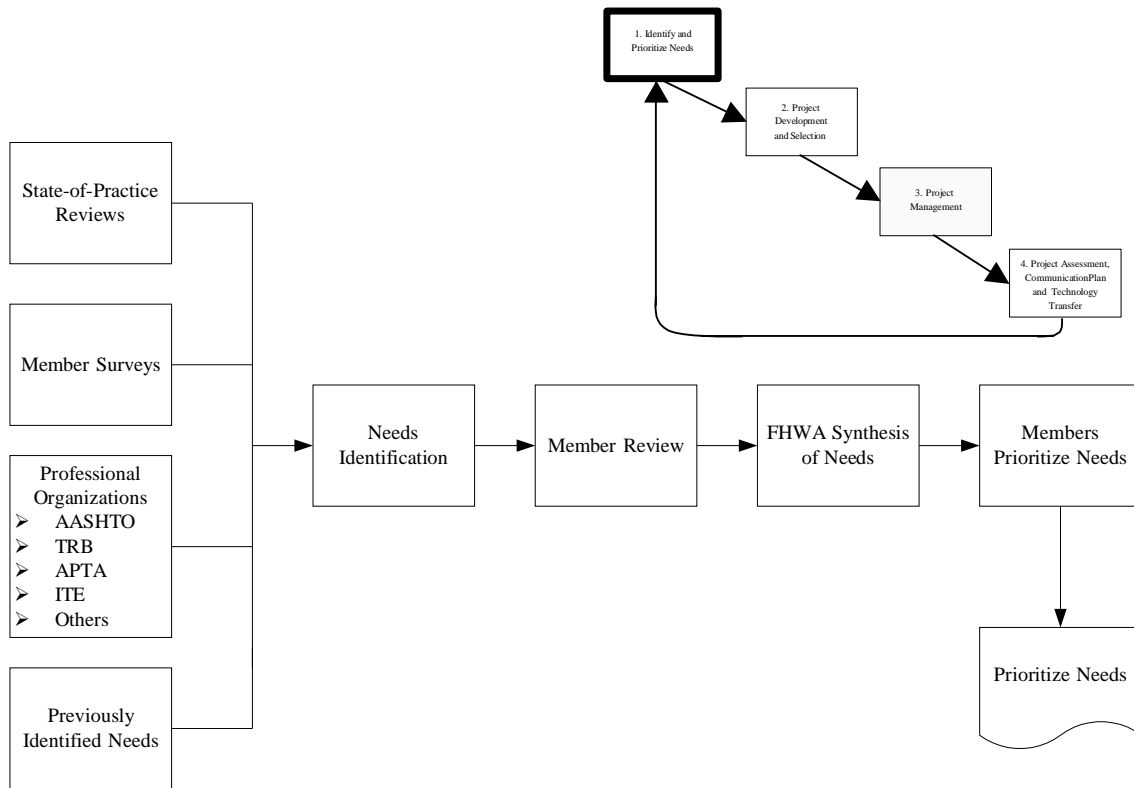 1. Identify and
Prioritize Needs
2. Project
Development
and Selection
3. Project
Management
4. Project Assessment,
CommunicationPlan
and Technology
Transfer
State-of-Practice
Reviews
Member Surveys
Professional
Organizations
➢ AASHTO
➢ TRB
➢ APTA
➢ ITE
➢ Others
Previously
Identified Needs
Needs
Identification
Member Review
FHWA Synthesis
of Needs
Members
Prioritize Needs
Prioritize Needs